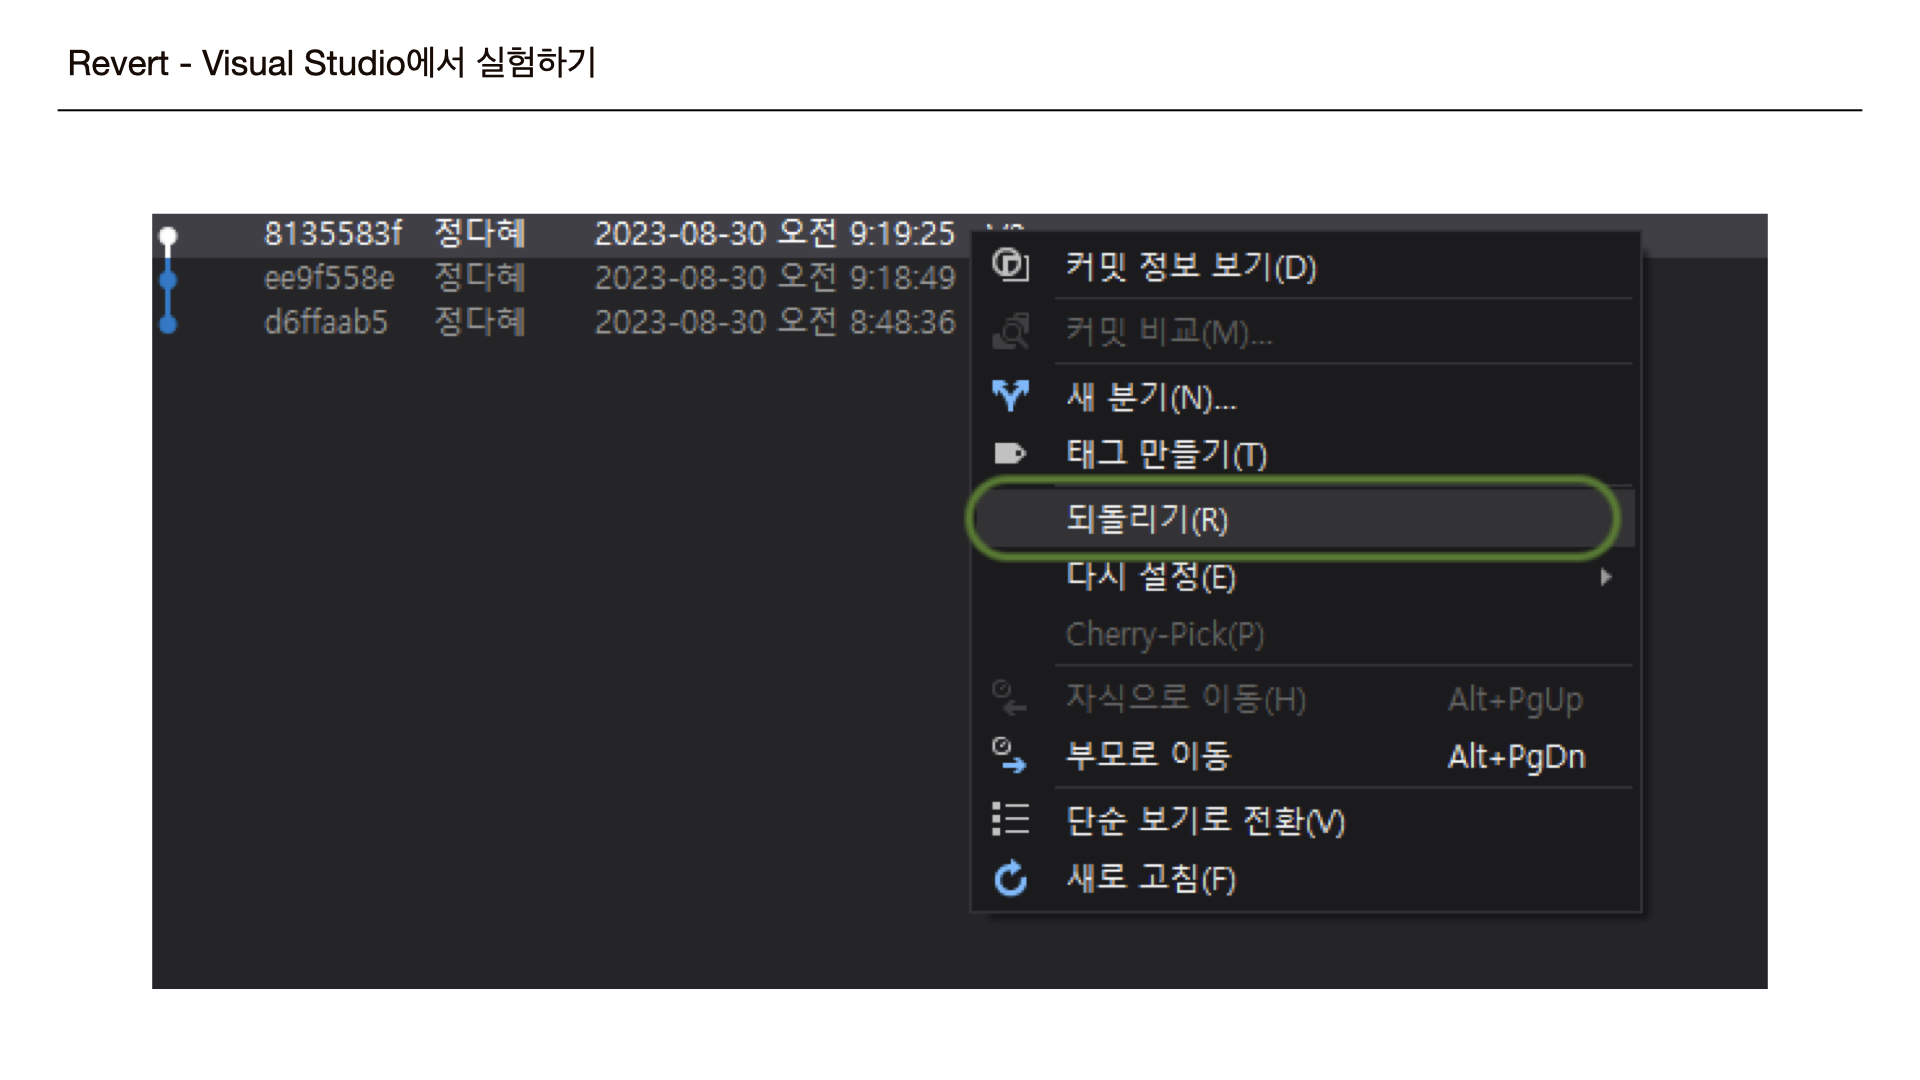 Revert - Visual Studio에서 실험하기
8135583f 정다혜 2023-08-30 오전 9:19:25
ee9f558e 정다혜 2023-08-30 오전 9:18:49
d6ffaab5 정다혜 2023-08-30 오전 8:48:36
커밋 정보 보기(D)
커밋 비교(M)...
새 분기(N)...
태그 만들기(T)
되돌리기(R)
다시 설정(E)
Cherry-Pick(P)
자식으로 이동(H) Alt+PgUp
부모로 이동 Alt+PgDn
단순 보기로 전환(V)
새로 고침(F)